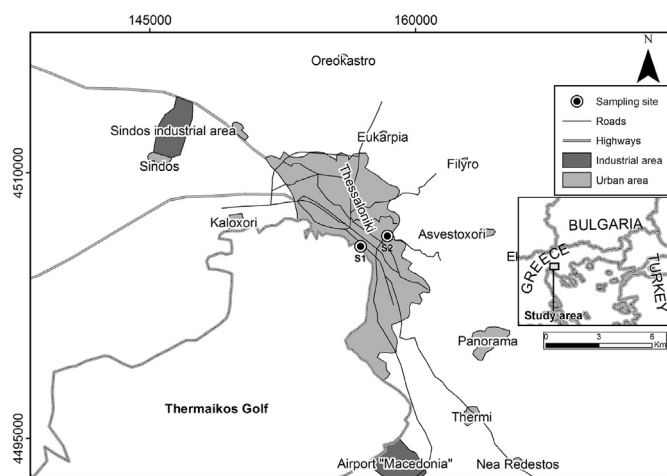 145000
160000
Oreokastro
N
Sampling site
Roads
Highways
Industrial area
Urban area
Sindos industrial area
Sindos
Eukarpia
Filyro
Thessaloniki
4510000
Kaloxori
Asvestoxori
S1
S2
El
BULGARIA
GREECE
TURKEY
Study area
0 3 6
Km
Panorama
Thermaikos Golf
Thermi
4495000
Airport "Macedonia"
Nea Redestos